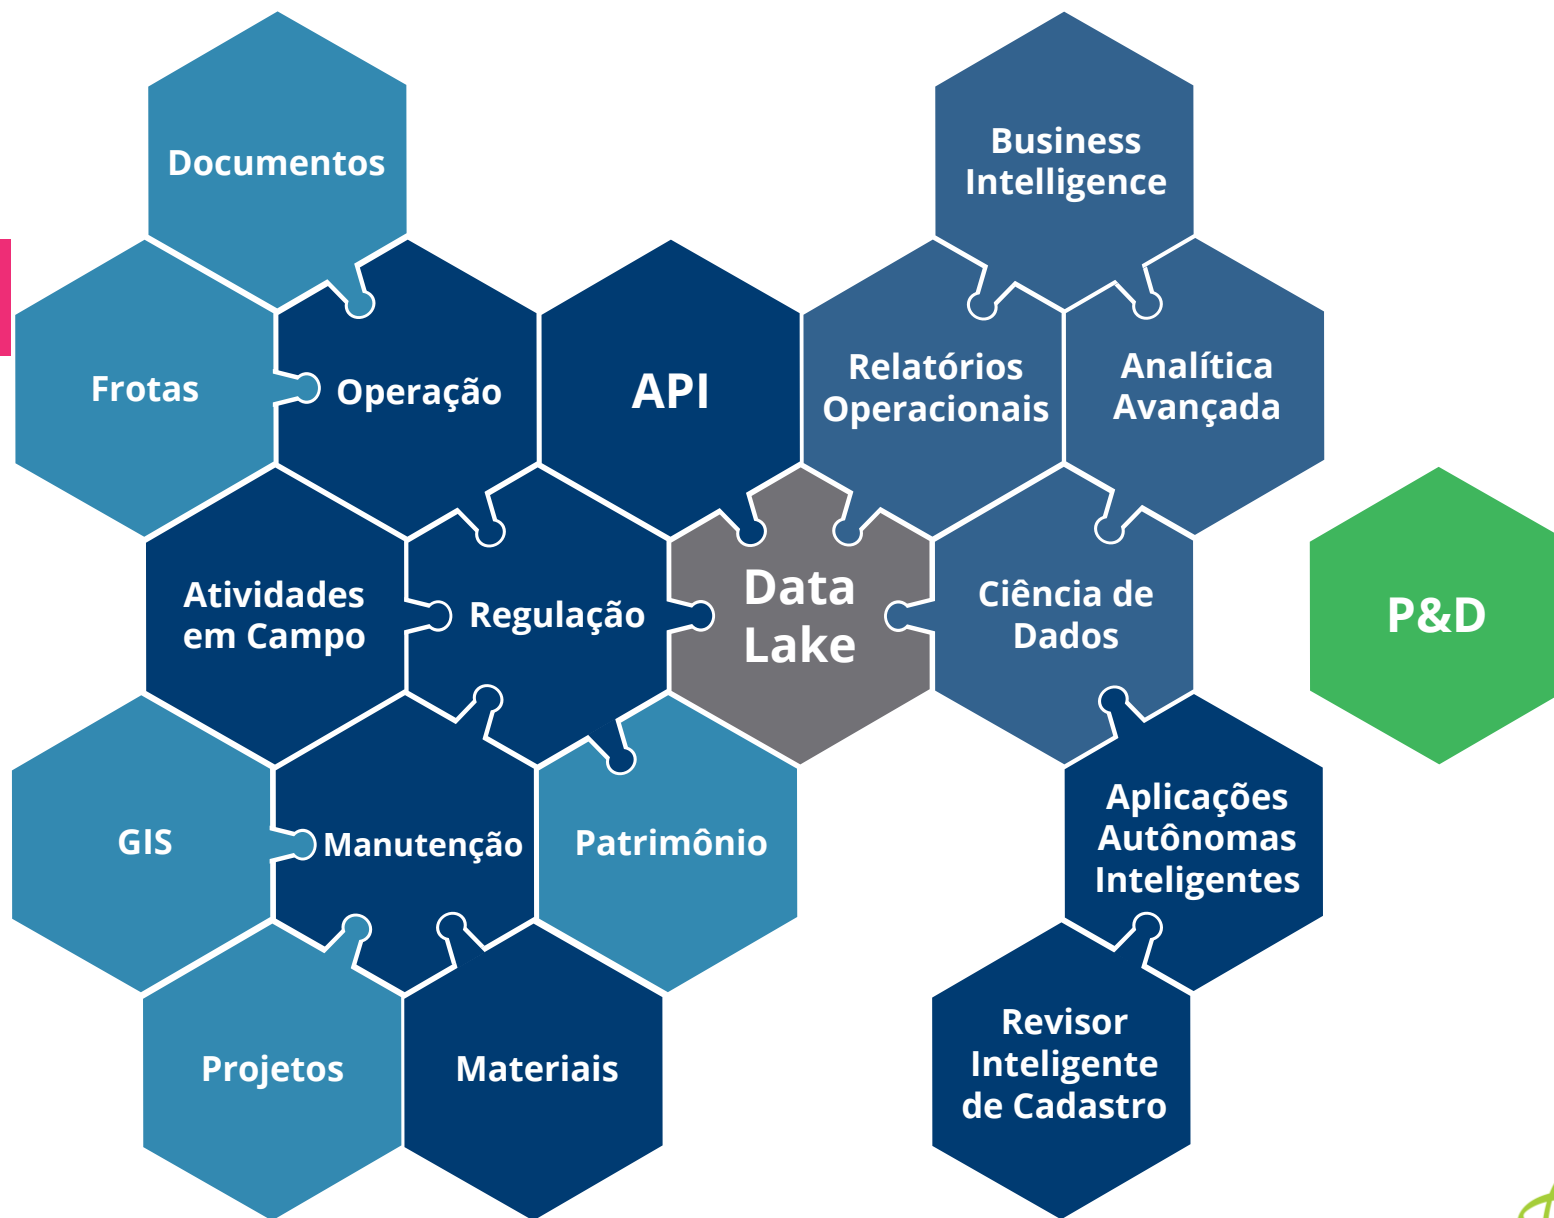 Documentos
Business
Intelligence
Frotas
Operação
API
Relatórios
Operacionais
Analítica
Avançada
Atividades
em Campo
Regulação
Data
Lake
Ciência de
Dados
P&D
GIS
Manutenção
Patrimônio
Aplicações
Autônomas
Inteligentes
Projetos
Materiais
Revisor
Inteligente
de Cadastro